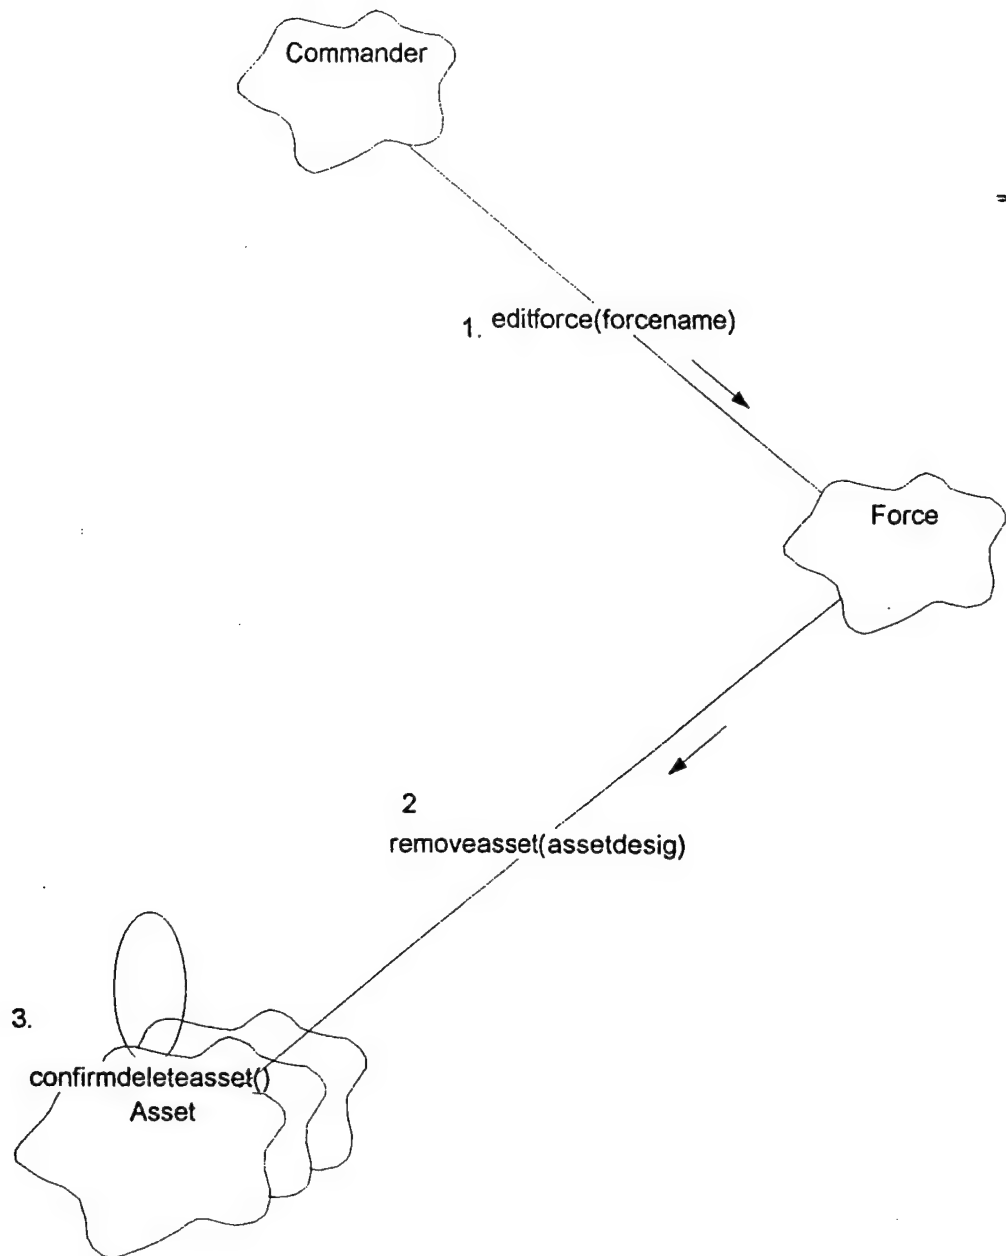 Commander
1. editforce(forcename)
Force
2
removeasset(assetdesig)
3.
confirmdeleteasset()
Asset